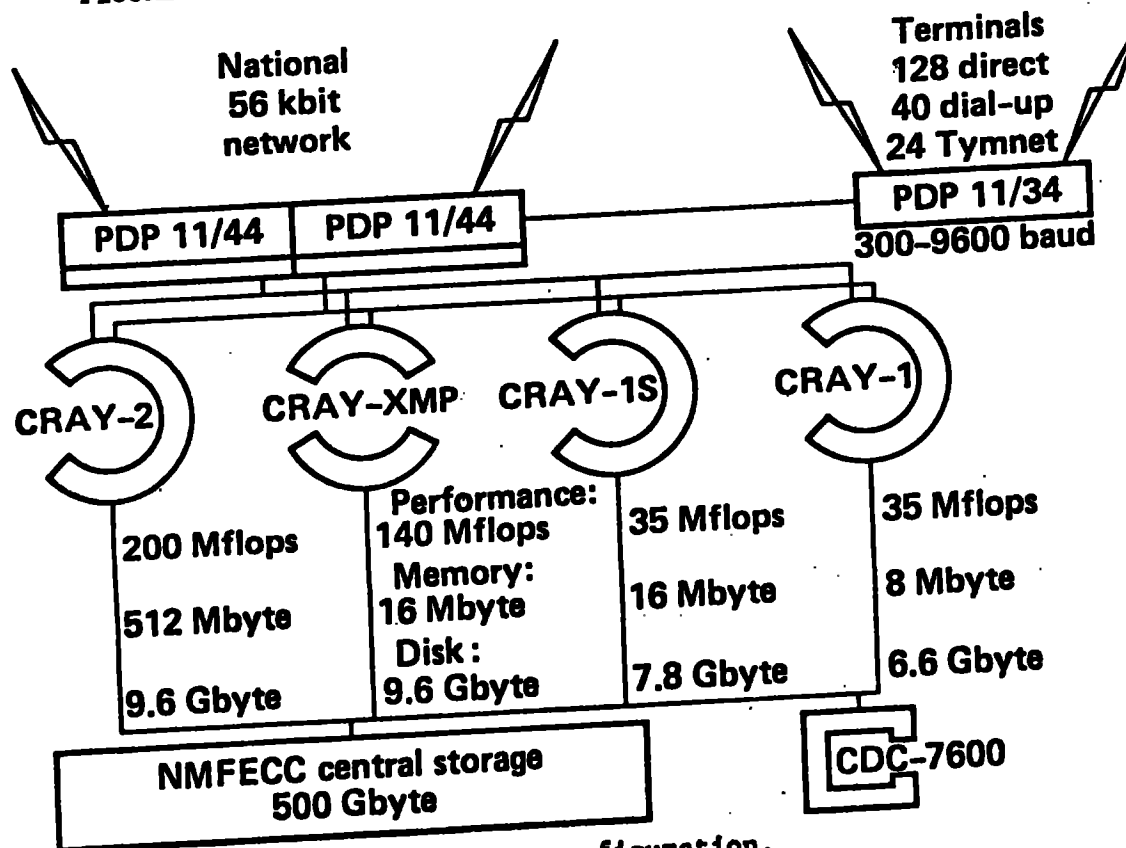 National
56 kbit
network
Terminals
128 direct
40 dial-up
24 Tymnet
PDP 11/44
PDP 11/44
PDP 11/34
300-9600 baud
CRAY-2
CRAY-XMP
CRAY-1S
CRAY-1
200 Mflops
512 Mbyte
9.6 Gbyte
Performance:
140 Mflops
Memory:
16 Mbyte
Disk:
9.6 Gbyte
35 Mflops
16 Mbyte
7.8 Gbyte
35 Mflops
8 Mbyte
6.6 Gbyte
NMFECC central storage
500 Gbyte
CDC-7600